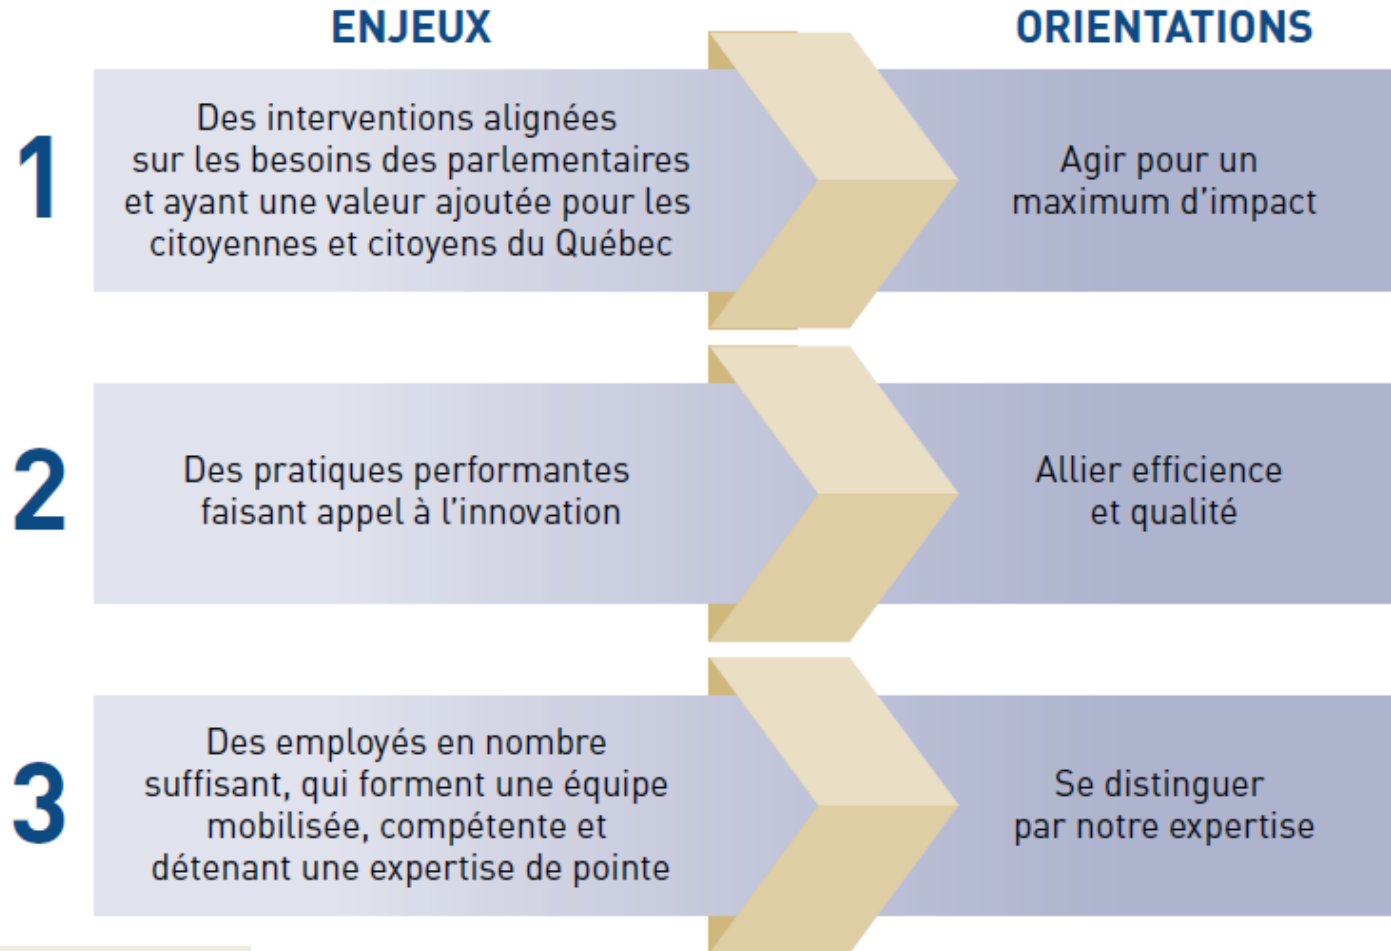 ENJEUX
ORIENTATIONS
1
Des interventions alignées
sur les besoins des parlementaires
et ayant une valeur ajoutée pour les
citoyennes et citoyens du Québec
Agir pour un
maximum d’impact
2
Des pratiques performantes
faisant appel à l’innovation
Allier efficience
et qualité
3
Des employés en nombre
suffisant, qui forment une équipe
mobilisée, compétente et
détenant une expertise de pointe
Se distinguer
par notre expertise